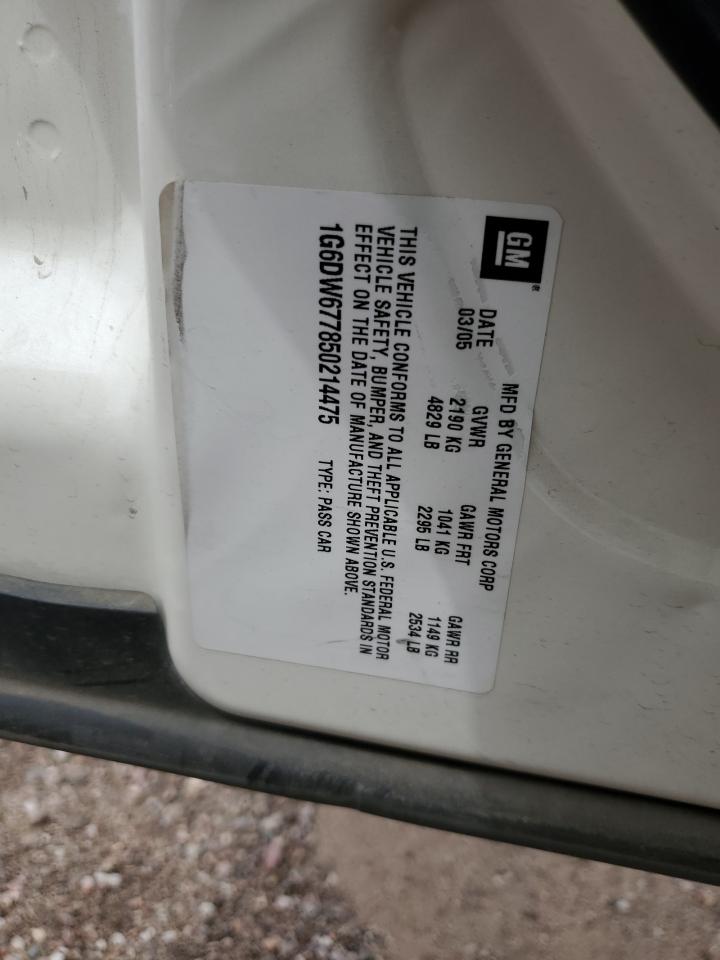 GM®
MFD BY GENERAL MOTORS CORP
DATE GVWR GAWR FRT GAWR RR
03/05 2190 KG 1041 KG 1149 KG
4829 LB 2295 LB 2534 LB
THIS VEHICLE CONFORMS TO ALL APPLICABLE U.S. FEDERAL MOTOR
VEHICLE SAFETY, BUMPER, AND THEFT PREVENTION STANDARDS IN
EFFECT ON THE DATE OF MANUFACTURE SHOWN ABOVE.
1G6DW677850214475 TYPE: PASS CAR